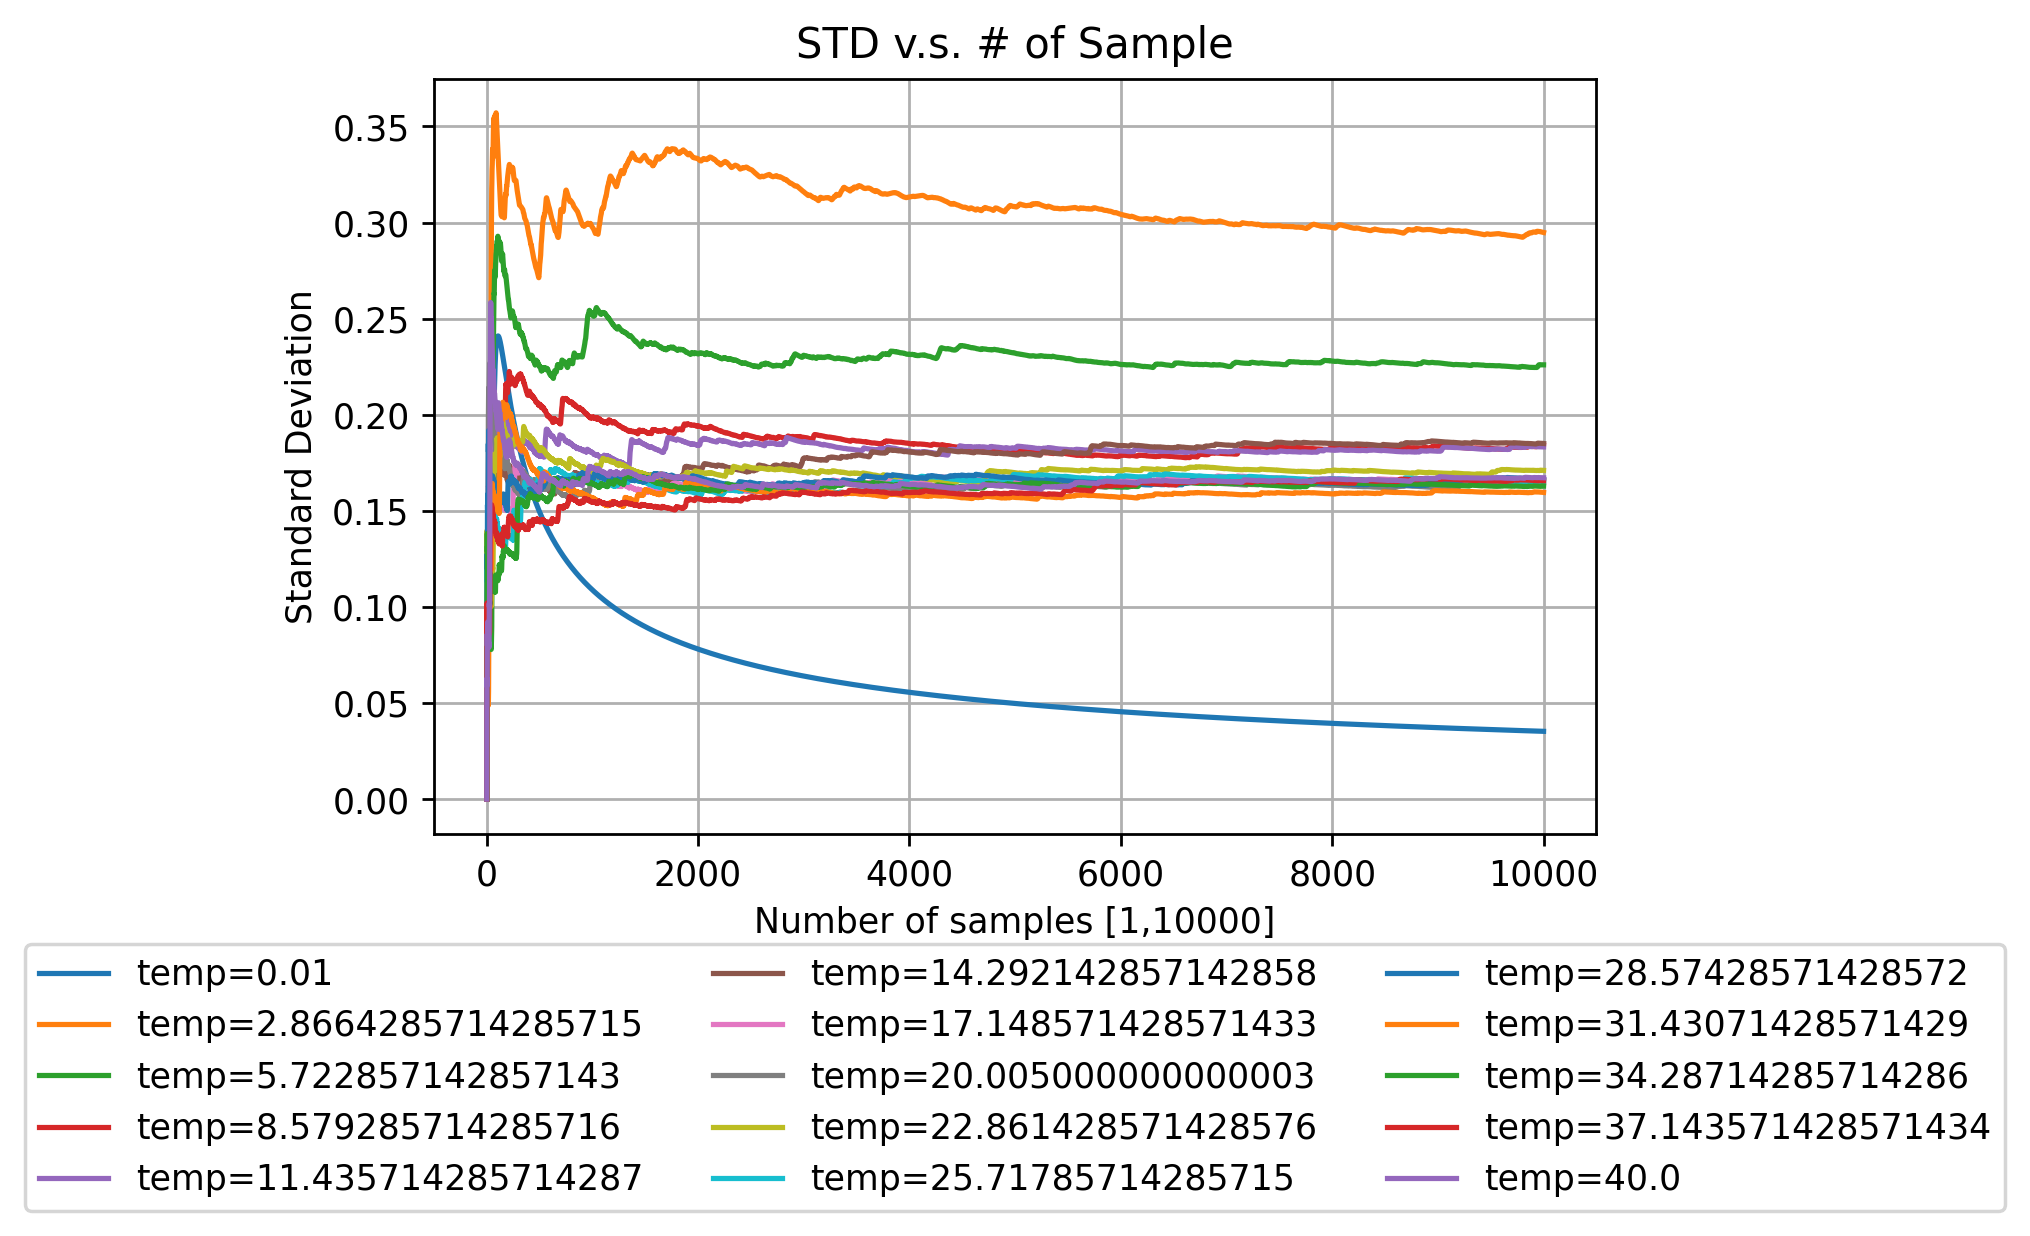 STD v.s. # of Sample
0.35
0.30
0.25
0.20
0.15
0.10
0.05
0.00
Standard Deviation
0 2000 4000 6000 8000 10000
Number of samples [1,10000]
temp=0.01
temp=2.8664285714285715
temp=5.722857142857143
temp=8.579285714285716
temp=11.435714285714287
temp=14.292142857142858
temp=17.148571428571433
temp=20.005000000000003
temp=22.861428571428576
temp=25.71785714285715
temp=28.57428571428572
temp=31.43071428571429
temp=34.28714285714286
temp=37.143571428571434
temp=40.0